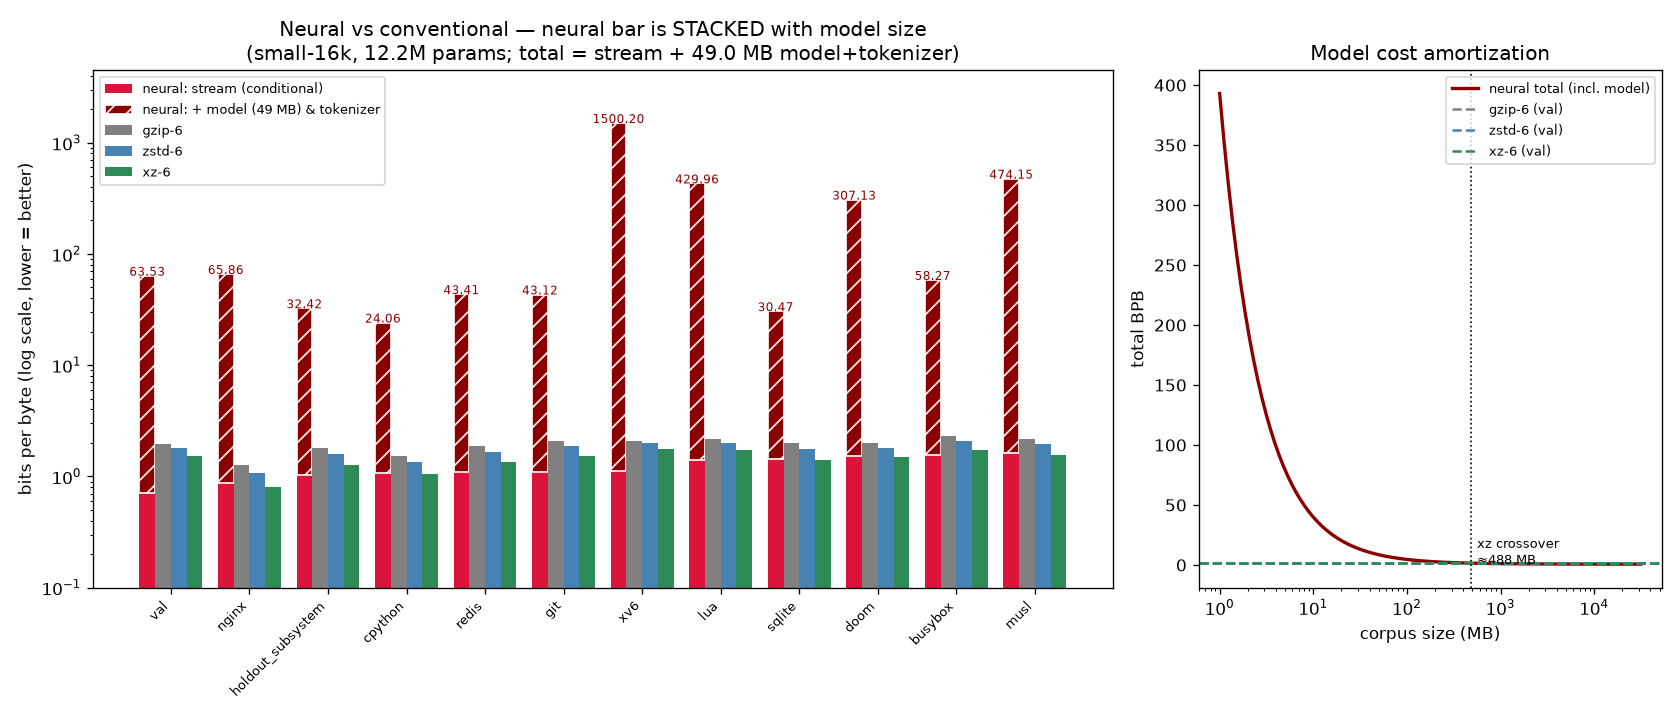 Neural vs conventional — neural bar is STACKED with model size
(small-16k, 12.2M params; total = stream + 49.0 MB model+tokenizer)
bits per byte (log scale, lower = better)
10³
10²
10¹
10⁰
10⁻¹
neural: stream (conditional)
neural: + model (49 MB) & tokenizer
gzip-6
zstd-6
xz-6
63.53
65.86
32.42
24.06
43.41
43.12
1500.20
429.96
30.47
307.13
58.27
474.15
val
nginx
holdout_subsystem
cpython
redis
git
xv6
lua
sqlite
doom
busybox
musl
Model cost amortization
total BPB
400
350
300
250
200
150
100
50
0
neural total (incl. model)
gzip-6 (val)
zstd-6 (val)
xz-6 (val)
xz crossover
≈488 MB
10⁰
10¹
10²
10³
10⁴
corpus size (MB)